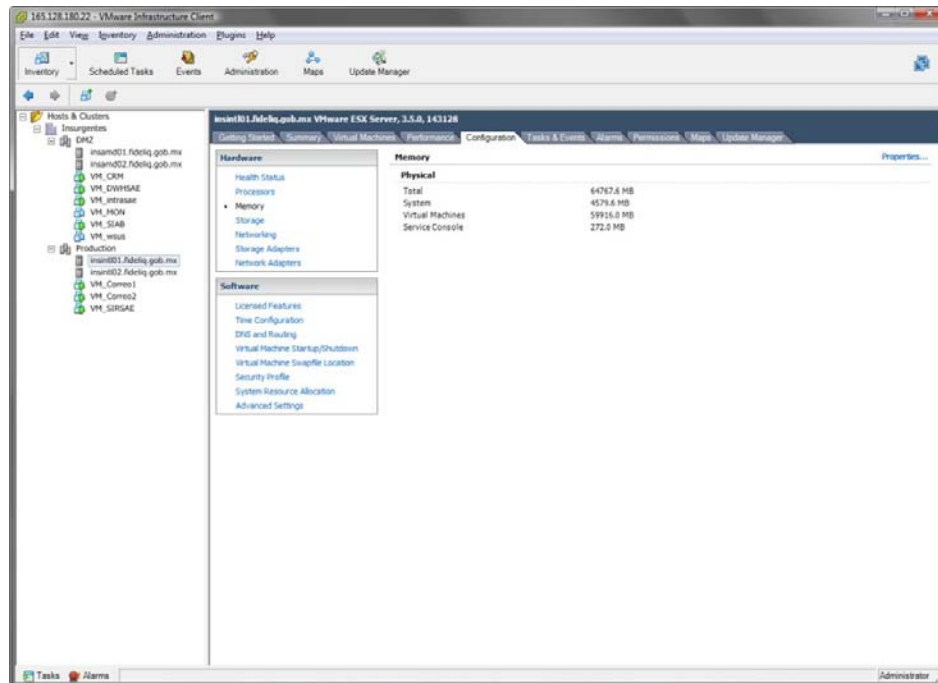 165.128.180.22 - VMware Infrastructure Client
File Edit View Inventory Administration Plugins Help
Inventory Scheduled Tasks Events Administration Maps Update Manager
Hosts & Clusters
Insurgentes
DMZ
insamd01.fideliq.gob.mx
insamd02.fideliq.gob.mx
VM_CRM
VM_DWHSAE
VM_intrasae
VM_MON
VM_SIAB
VM_wsus
Production
insintl01.fideliq.gob.mx
insintl02.fideliq.gob.mx
VM_Correo1
VM_Correo2
VM_SIRSAE
insintl01.fideliq.gob.mx VMware ESX Server, 3.5.0, 143128
Getting Started Summary Virtual Machines Performance Configuration Tasks & Events Alarms Permissions Maps Update Manager
Hardware
Health Status
Processors
Memory
Storage
Networking
Storage Adapters
Network Adapters
Software
Licensed Features
Time Configuration
DNS and Routing
Virtual Machine Startup/Shutdown
Virtual Machine Swapfile Location
Security Profile
System Resource Allocation
Advanced Settings
Memory Properties...
Physical
Total 64767.6 MB
System 4579.6 MB
Virtual Machines 59916.0 MB
Service Console 272.0 MB
Tasks Alarms Administrator